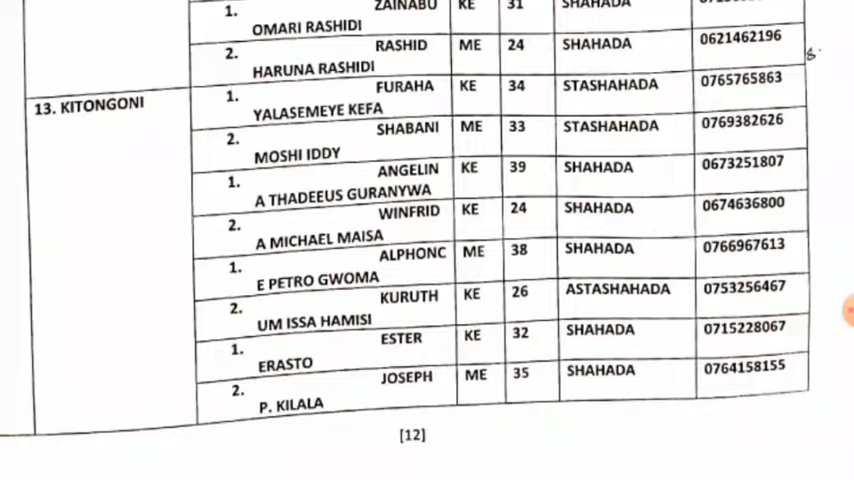 1. ZAINABU KE 31 SHAHADA
OMARI RASHIDI
2. RASHID ME 24 SHAHADA 0621462196
HARUNA RASHIDI
13. KITONGONI 1. FURAHA KE 34 STASHAHADA 0765765863
YALASEMEYE KEFA
2. SHABANI ME 33 STASHAHADA 0769382626
MOSHI IDDY
1. ANGELIN KE 39 SHAHADA 0673251807
A THADEEUS GURANYWA
2. WINFRID KE 24 SHAHADA 0674636800
A MICHAEL MAISA
1. ALPHONC ME 38 SHAHADA 0766967613
E PETRO GWOMA
2. KURUTH KE 26 ASTASHAHADA 0753256467
UM ISSA HAMISI
1. ESTER KE 32 SHAHADA 0715228067
ERASTO
2. JOSEPH ME 35 SHAHADA 0764158155
P. KILALA
[12]